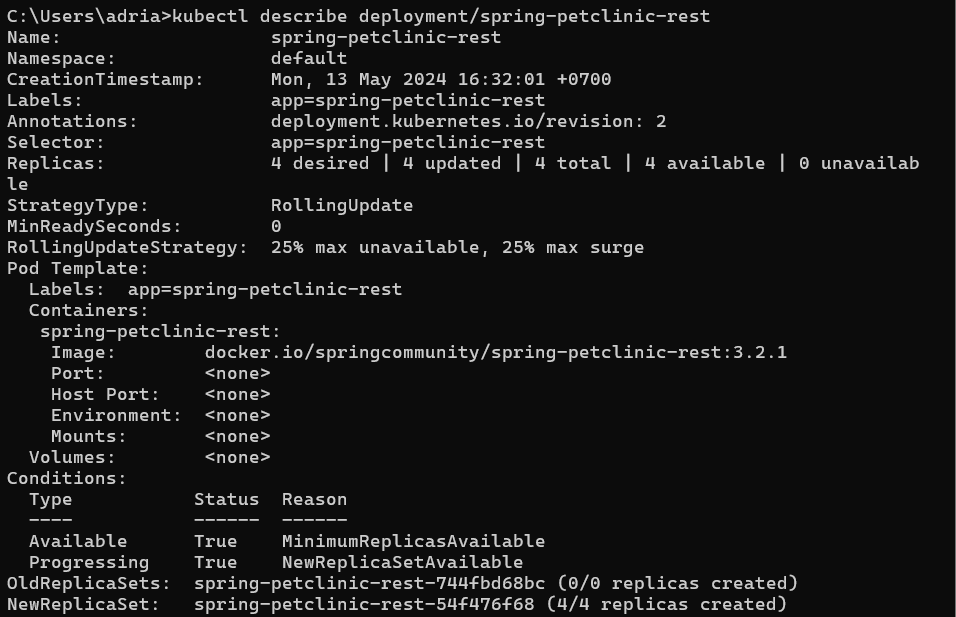 C:\Users\adria>kubectl describe deployment/spring-petclinic-rest
Name:                   spring-petclinic-rest
Namespace:              default
CreationTimestamp:      Mon, 13 May 2024 16:32:01 +0700
Labels:                 app=spring-petclinic-rest
Annotations:            deployment.kubernetes.io/revision: 2
Selector:               app=spring-petclinic-rest
Replicas:               4 desired | 4 updated | 4 total | 4 available | 0 unavailab
le
StrategyType:           RollingUpdate
MinReadySeconds:        0
RollingUpdateStrategy:  25% max unavailable, 25% max surge
Pod Template:
  Labels:  app=spring-petclinic-rest
  Containers:
   spring-petclinic-rest:
    Image:        docker.io/springcommunity/spring-petclinic-rest:3.2.1
    Port:         <none>
    Host Port:    <none>
    Environment:  <none>
    Mounts:       <none>
  Volumes:        <none>
Conditions:
  Type           Status  Reason
  ----           ------  ------
  Available      True    MinimumReplicasAvailable
  Progressing    True    NewReplicaSetAvailable
OldReplicaSets:  spring-petclinic-rest-744fbd68bc (0/0 replicas created)
NewReplicaSet:   spring-petclinic-rest-54f476f68 (4/4 replicas created)